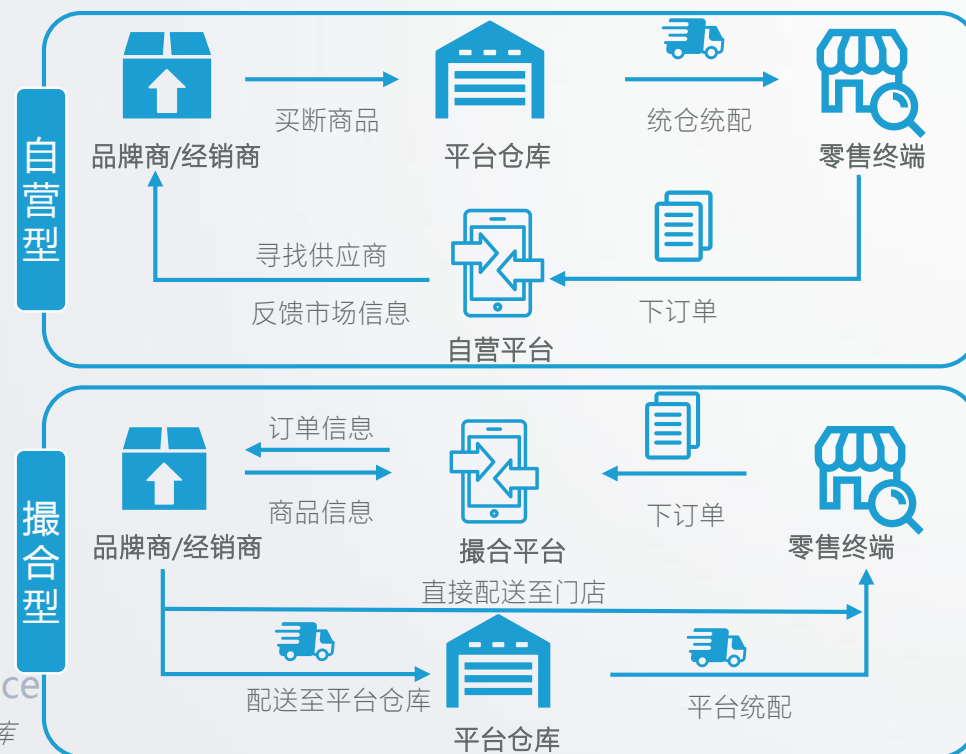 自营型
买断商品
统仓统配
品牌商/经销商
平台仓库
零售终端
寻找供应商
反馈市场信息
下订单
自营平台
撮合型
订单信息
商品信息
下订单
品牌商/经销商
撮合平台
零售终端
直接配送至门店
配送至平台仓库
平台统配
平台仓库
ce
库